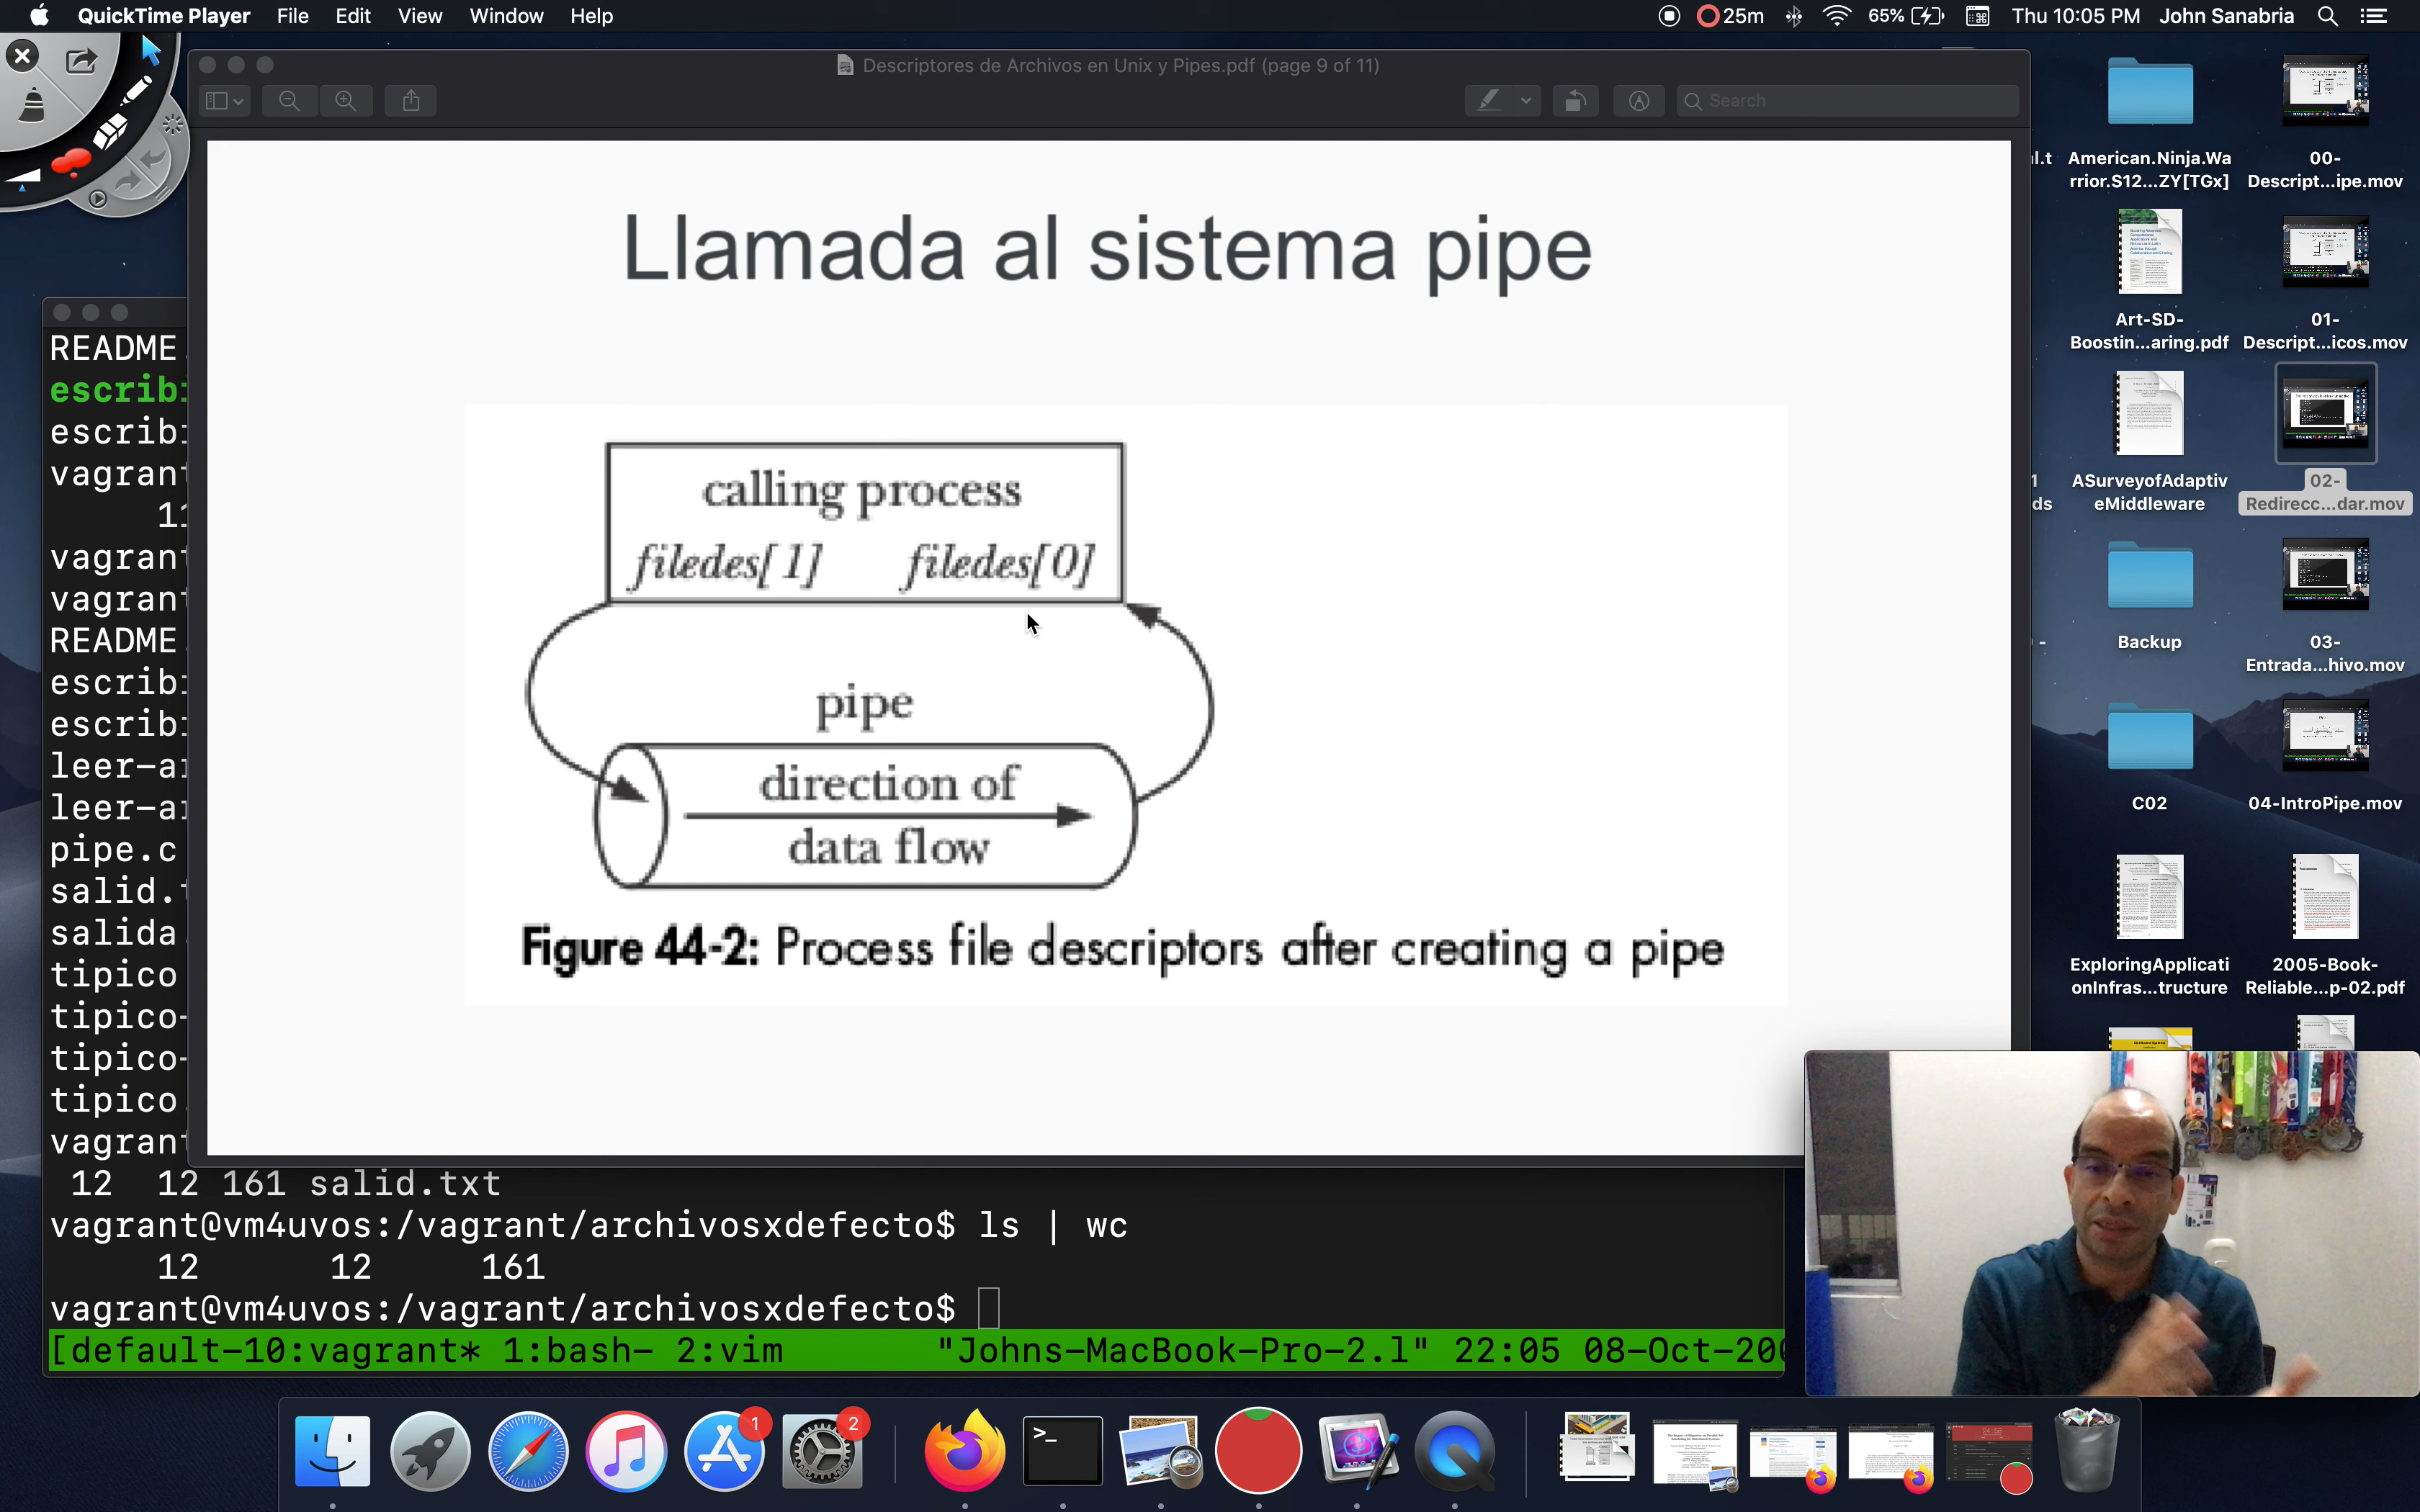 QuickTime Player File Edit View Window Help
25m 65% Thu 10:05 PM John Sanabria
Descriptores de Archivos en Unix y Pipes.pdf (page 9 of 11)
Search
Llamada al sistema pipe
calling process
filedes[1] filedes[0]
pipe
direction of
data flow
Figure 44-2: Process file descriptors after creating a pipe
README.
escrib
escrib
vagrant
11
vagrant
vagrant
README.
escrib
escrib
leer-a
leer-a
pipe.c
salid.t
salida.
tipico
tipico-
tipico-
tipico.
vagrant
12 12 161 salid.txt
vagrant@vm4uvos:/vagrant/archivosxdefecto$ ls | wc
12 12 161
vagrant@vm4uvos:/vagrant/archivosxdefecto$
[default-10:vagrant* 1:bash- 2:vim "Johns-MacBook-Pro-2.l" 22:05 08-Oct-20
l.t
1
ds
-
American.Ninja.Wa
rrior.S12...ZY[TGx]
00-
Descript...ipe.mov
Art-SD-
Boostin...aring.pdf
01-
Descript...icos.mov
ASurveyofAdaptiv
eMiddleware
02-
Redirecc...dar.mov
Backup
03-
Entrada...hivo.mov
C02
04-IntroPipe.mov
ExploringApplicati
onInfras...tructure
2005-Book-
Reliable...p-02.pdf
1
2
>_